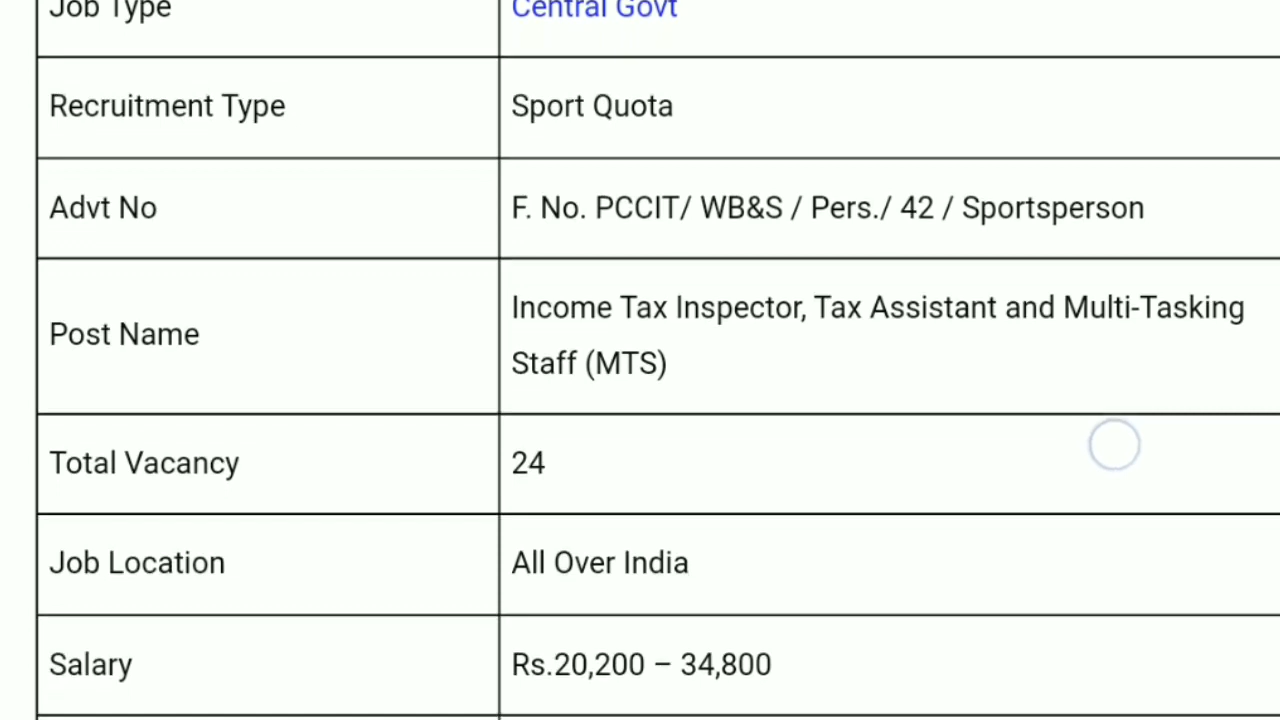 Job Type Central Govt
Recruitment Type Sport Quota
Advt No F. No. PCCIT/ WB&S / Pers./ 42 / Sportsperson
Post Name Income Tax Inspector, Tax Assistant and Multi-Tasking
Staff (MTS)
Total Vacancy 24
Job Location All Over India
Salary Rs.20,200 – 34,800